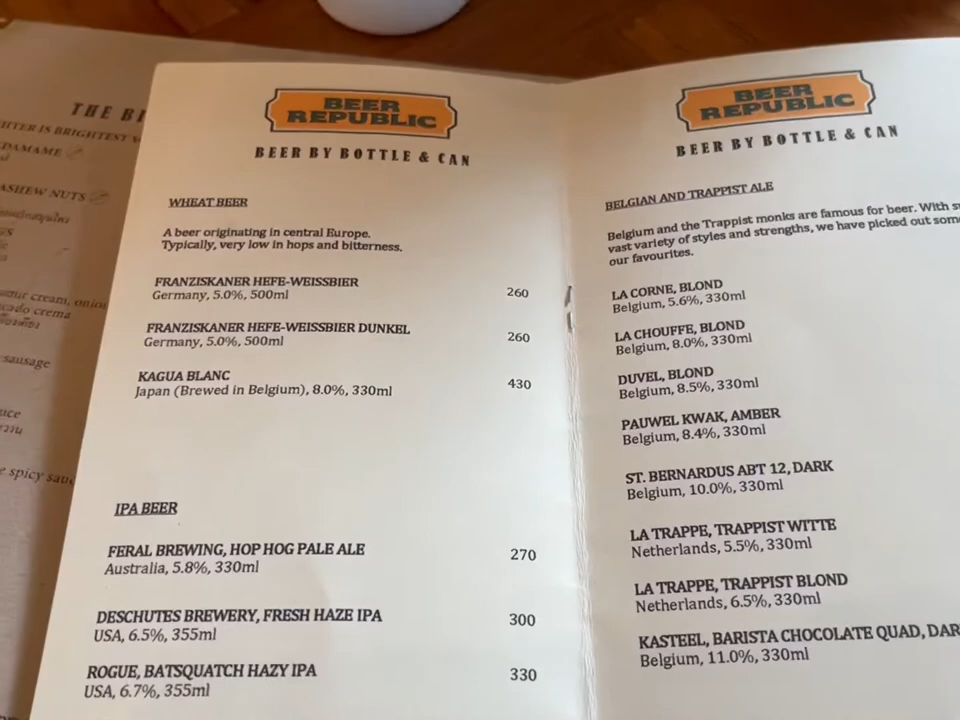 THE
EDAMAME
CASHEW NUTS
sausage
BEER
REPUBLIC
BEER BY BOTTLE & CAN
WHEAT BEER
A beer originating in central Europe.
Typically, very low in hops and bitterness.
FRANZISKANER HEFE-WEISSBIER 260
Germany, 5.0%, 500ml
FRANZISKANER HEFE-WEISSBIER DUNKEL 260
Germany, 5.0%, 500ml
KAGUA BLANC 430
Japan (Brewed in Belgium), 8.0%, 330ml
IPA BEER
FERAL BREWING, HOP HOG PALE ALE 270
Australia, 5.8%, 330ml
DESCHUTES BREWERY, FRESH HAZE IPA 300
USA, 6.5%, 355ml
ROGUE, BATSQUATCH HAZY IPA 330
USA, 6.7%, 355ml
BEER
REPUBLIC
BEER BY BOTTLE & CAN
BELGIAN AND TRAPPIST ALE
Belgium and the Trappist monks are famous for beer. With
vast variety of styles and strengths, we have picked out
our favourites.
LA CORNE, BLOND
Belgium, 5.6%, 330ml
LA CHOUFFE, BLOND
Belgium, 8.0%, 330ml
DUVEL, BLOND
Belgium, 8.5%, 330ml
PAUWEL KWAK, AMBER
Belgium, 8.4%, 330ml
ST. BERNARDUS ABT 12, DARK
Belgium, 10.0%, 330ml
LA TRAPPE, TRAPPIST WITTE
Netherlands, 5.5%, 330ml
LA TRAPPE, TRAPPIST BLOND
Netherlands, 6.5%, 330ml
KASTEEL, BARISTA CHOCOLATE QUAD,
Belgium, 11.0%, 330ml